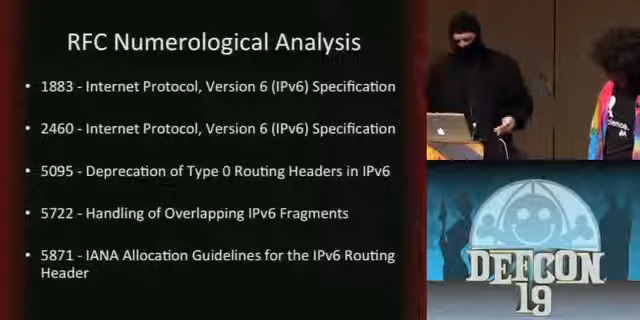 RFC Numerological Analysis
• 1883 - Internet Protocol, Version 6 (IPv6) Specification
• 2460 - Internet Protocol, Version 6 (IPv6) Specification
• 5095 - Deprecation of Type 0 Routing Headers in IPv6
• 5722 - Handling of Overlapping IPv6 Fragments
• 5871 - IANA Allocation Guidelines for the IPv6 Routing
Header
DEFCON
19